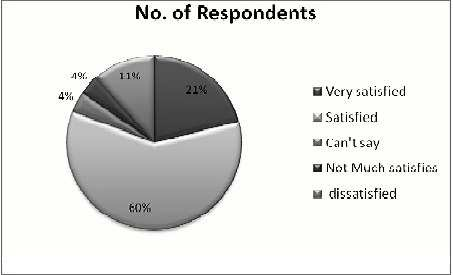 No. of Respondents
4%
11%
21%
4%
60%
Very satisfied
Satisfied
Can't say
Not Much satisfies
dissatisfied